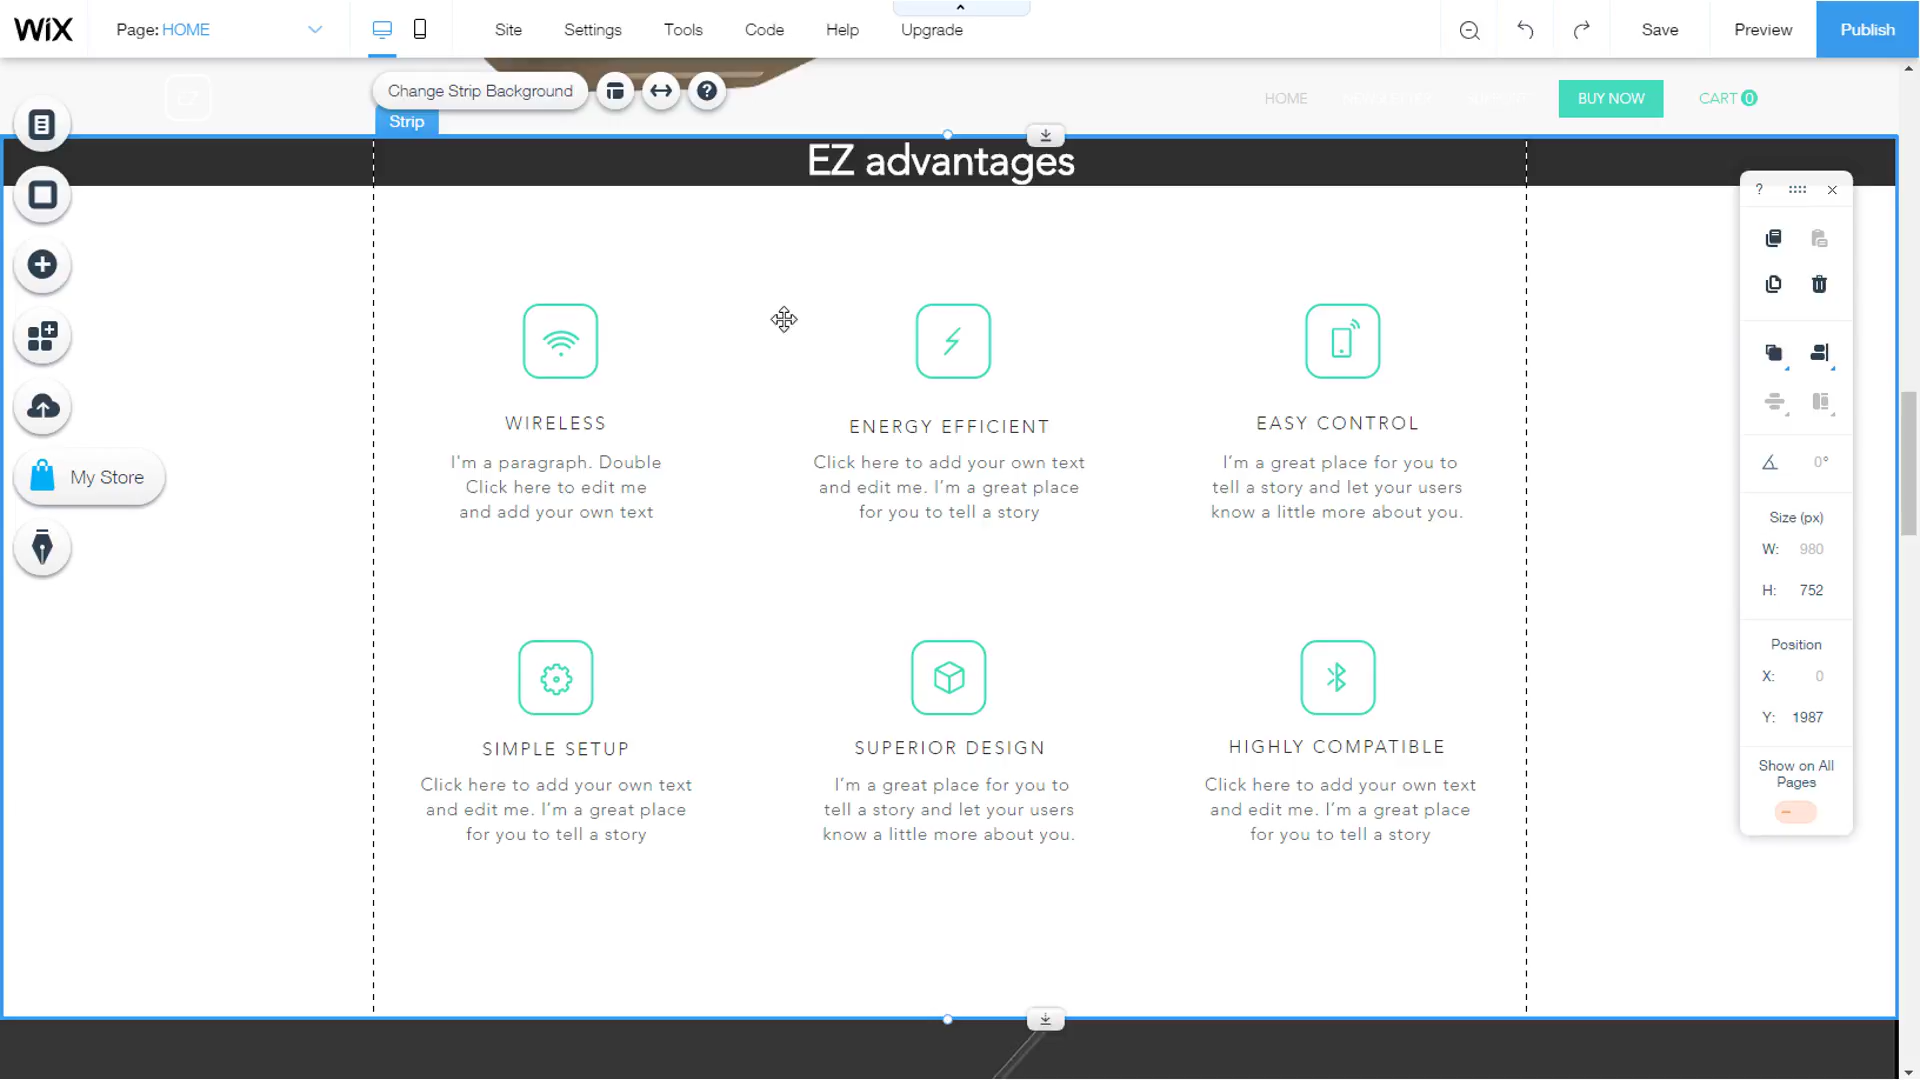 WiX
Page: HOME
Site
Settings
Tools
Code
Help
Upgrade
Save
Preview
Publish
Change Strip Background
?
HOME
NEWSLETTER
BUY NOW
CART 0
Strip
EZ advantages
?
WIRELESS
I'm a paragraph. Double
Click here to edit me
and add your own text
ENERGY EFFICIENT
Click here to add your own text
and edit me. I'm a great place
for you to tell a story
EASY CONTROL
I'm a great place for you to
tell a story and let your users
know a little more about you.
My Store
SIMPLE SETUP
Click here to add your own text
and edit me. I'm a great place
for you to tell a story
SUPERIOR DESIGN
I'm a great place for you to
tell a story and let your users
know a little more about you.
HIGHLY COMPATIBLE
Click here to add your own text
and edit me. I'm a great place
for you to tell a story
0°
Size (px)
W: 980
H: 752
Position
X: 0
Y: 1987
Show on All
Pages